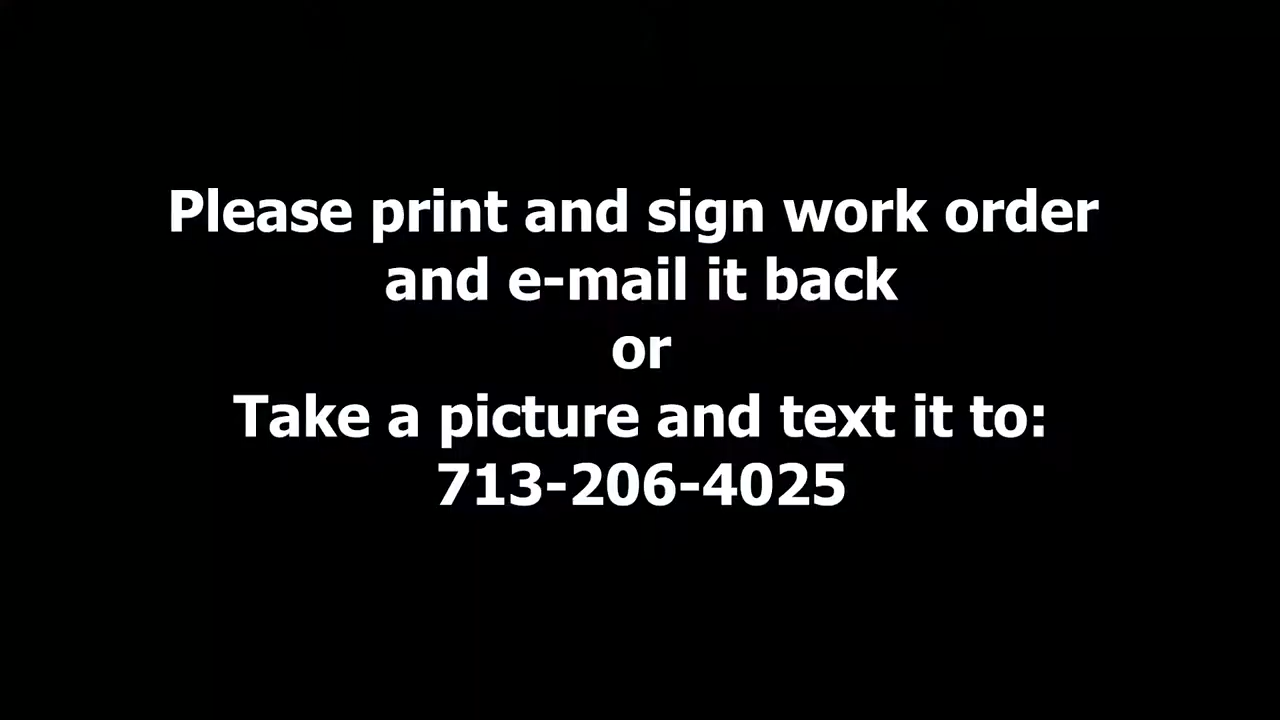 Please print and sign work order
and e-mail it back
or
Take a picture and text it to:
713-206-4025